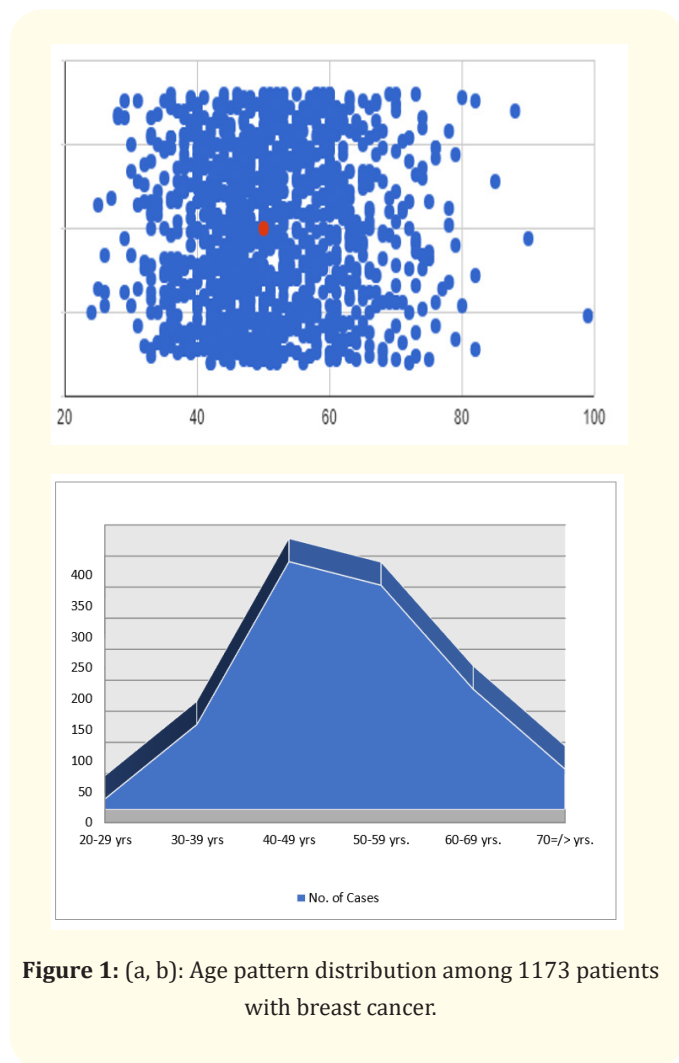 20 40 60 80 100
400
350
300
250
200
150
100
50
0
20-29 yrs 30-39 yrs 40-49 yrs 50-59 yrs. 60-69 yrs. 70=/> yrs.
No. of Cases
Figure 1: (a, b): Age pattern distribution among 1173 patients
with breast cancer.